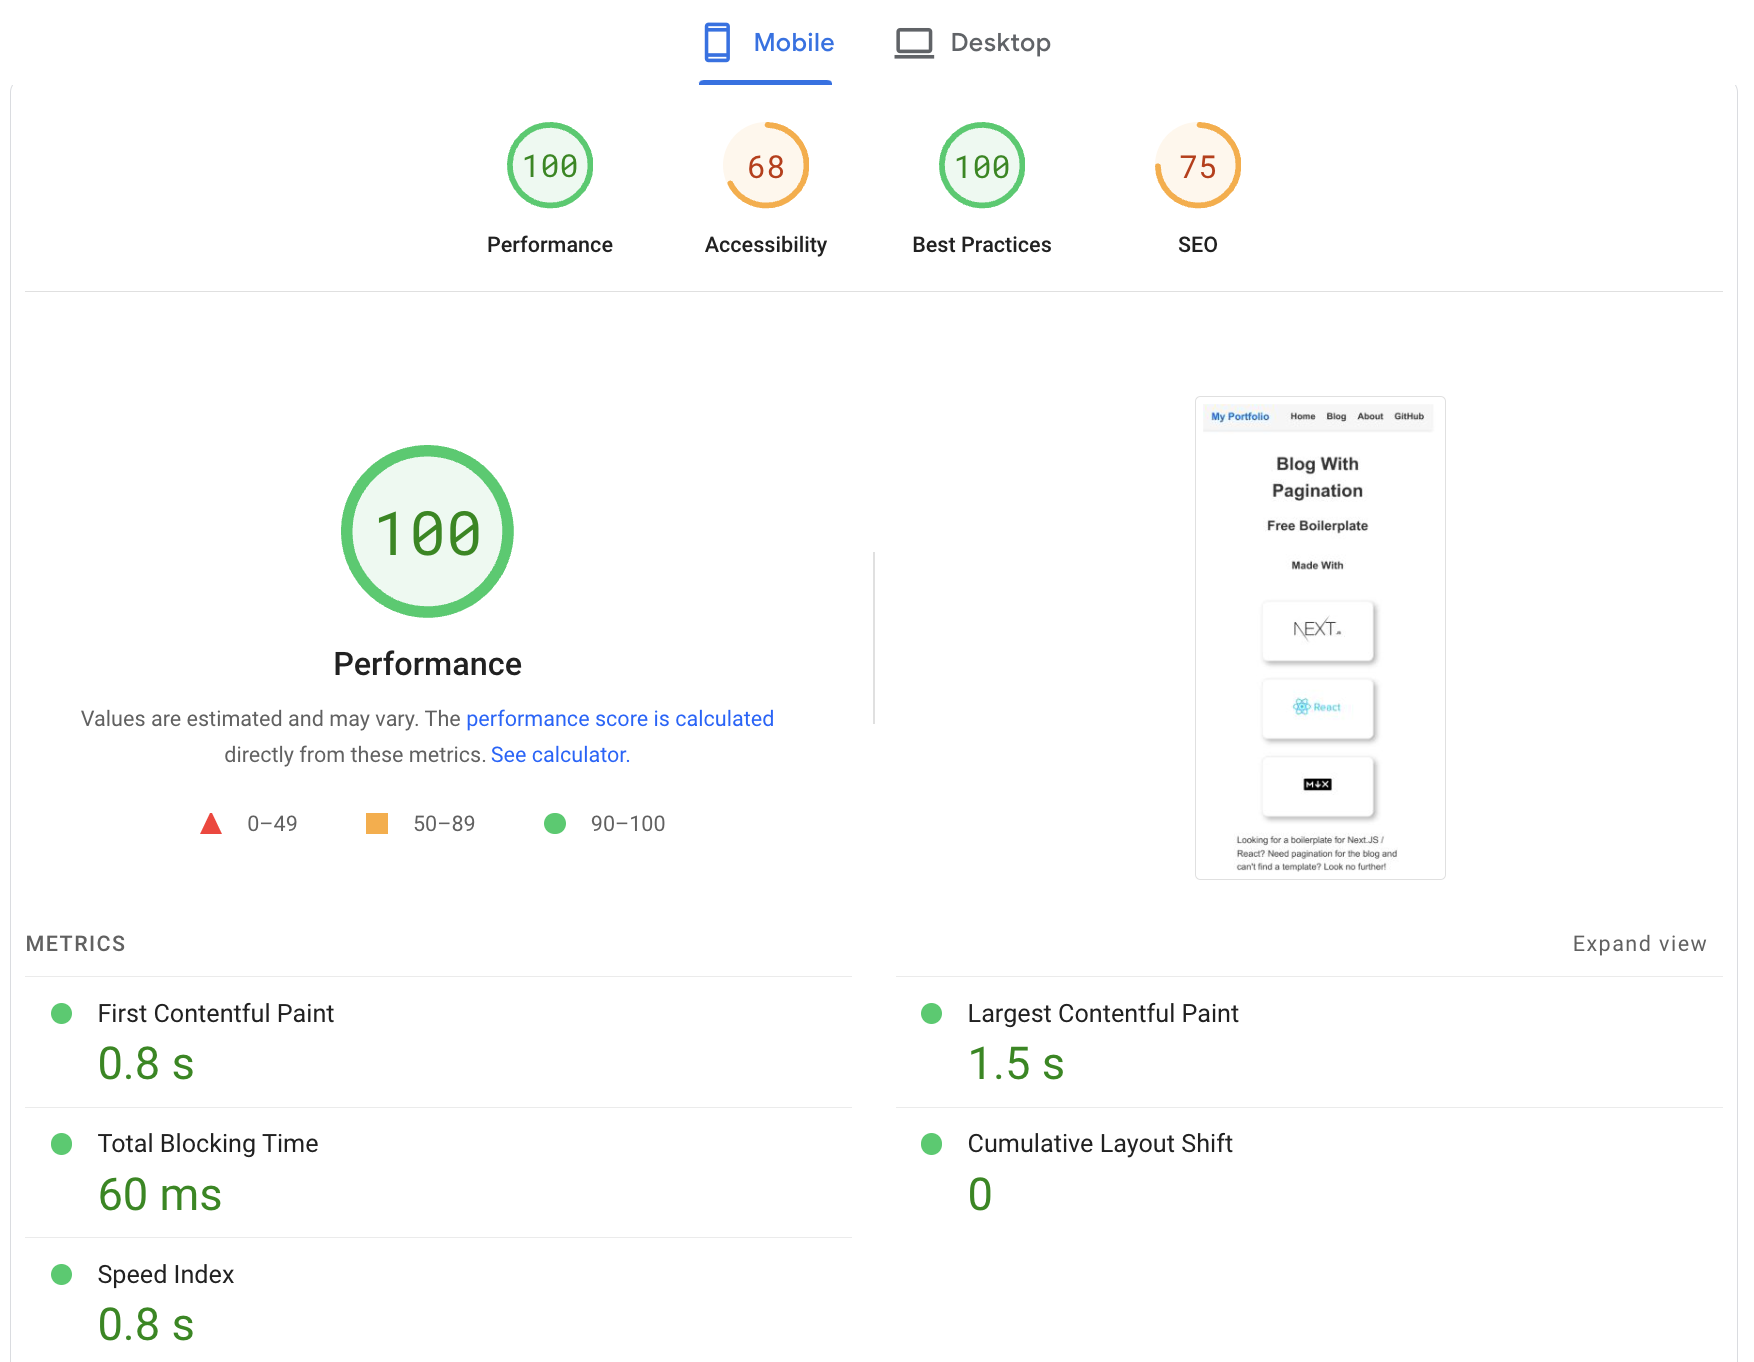 Mobile
Desktop
100
68
100
75
Performance
Accessibility
Best Practices
SEO
100
Performance
Values are estimated and may vary. The performance score is calculated
directly from these metrics. See calculator.
0–49
50–89
90–100
My Portfolio
Home
Blog
About
GitHub
Blog With
Pagination
Free Boilerplate
Made With
NEXT
React
M↓X
Looking for a boilerplate for Next.JS /
React? Need pagination for the blog and
can't find a template? Look no further!
METRICS
Expand view
First Contentful Paint
0.8 s
Largest Contentful Paint
1.5 s
Total Blocking Time
60 ms
Cumulative Layout Shift
0
Speed Index
0.8 s